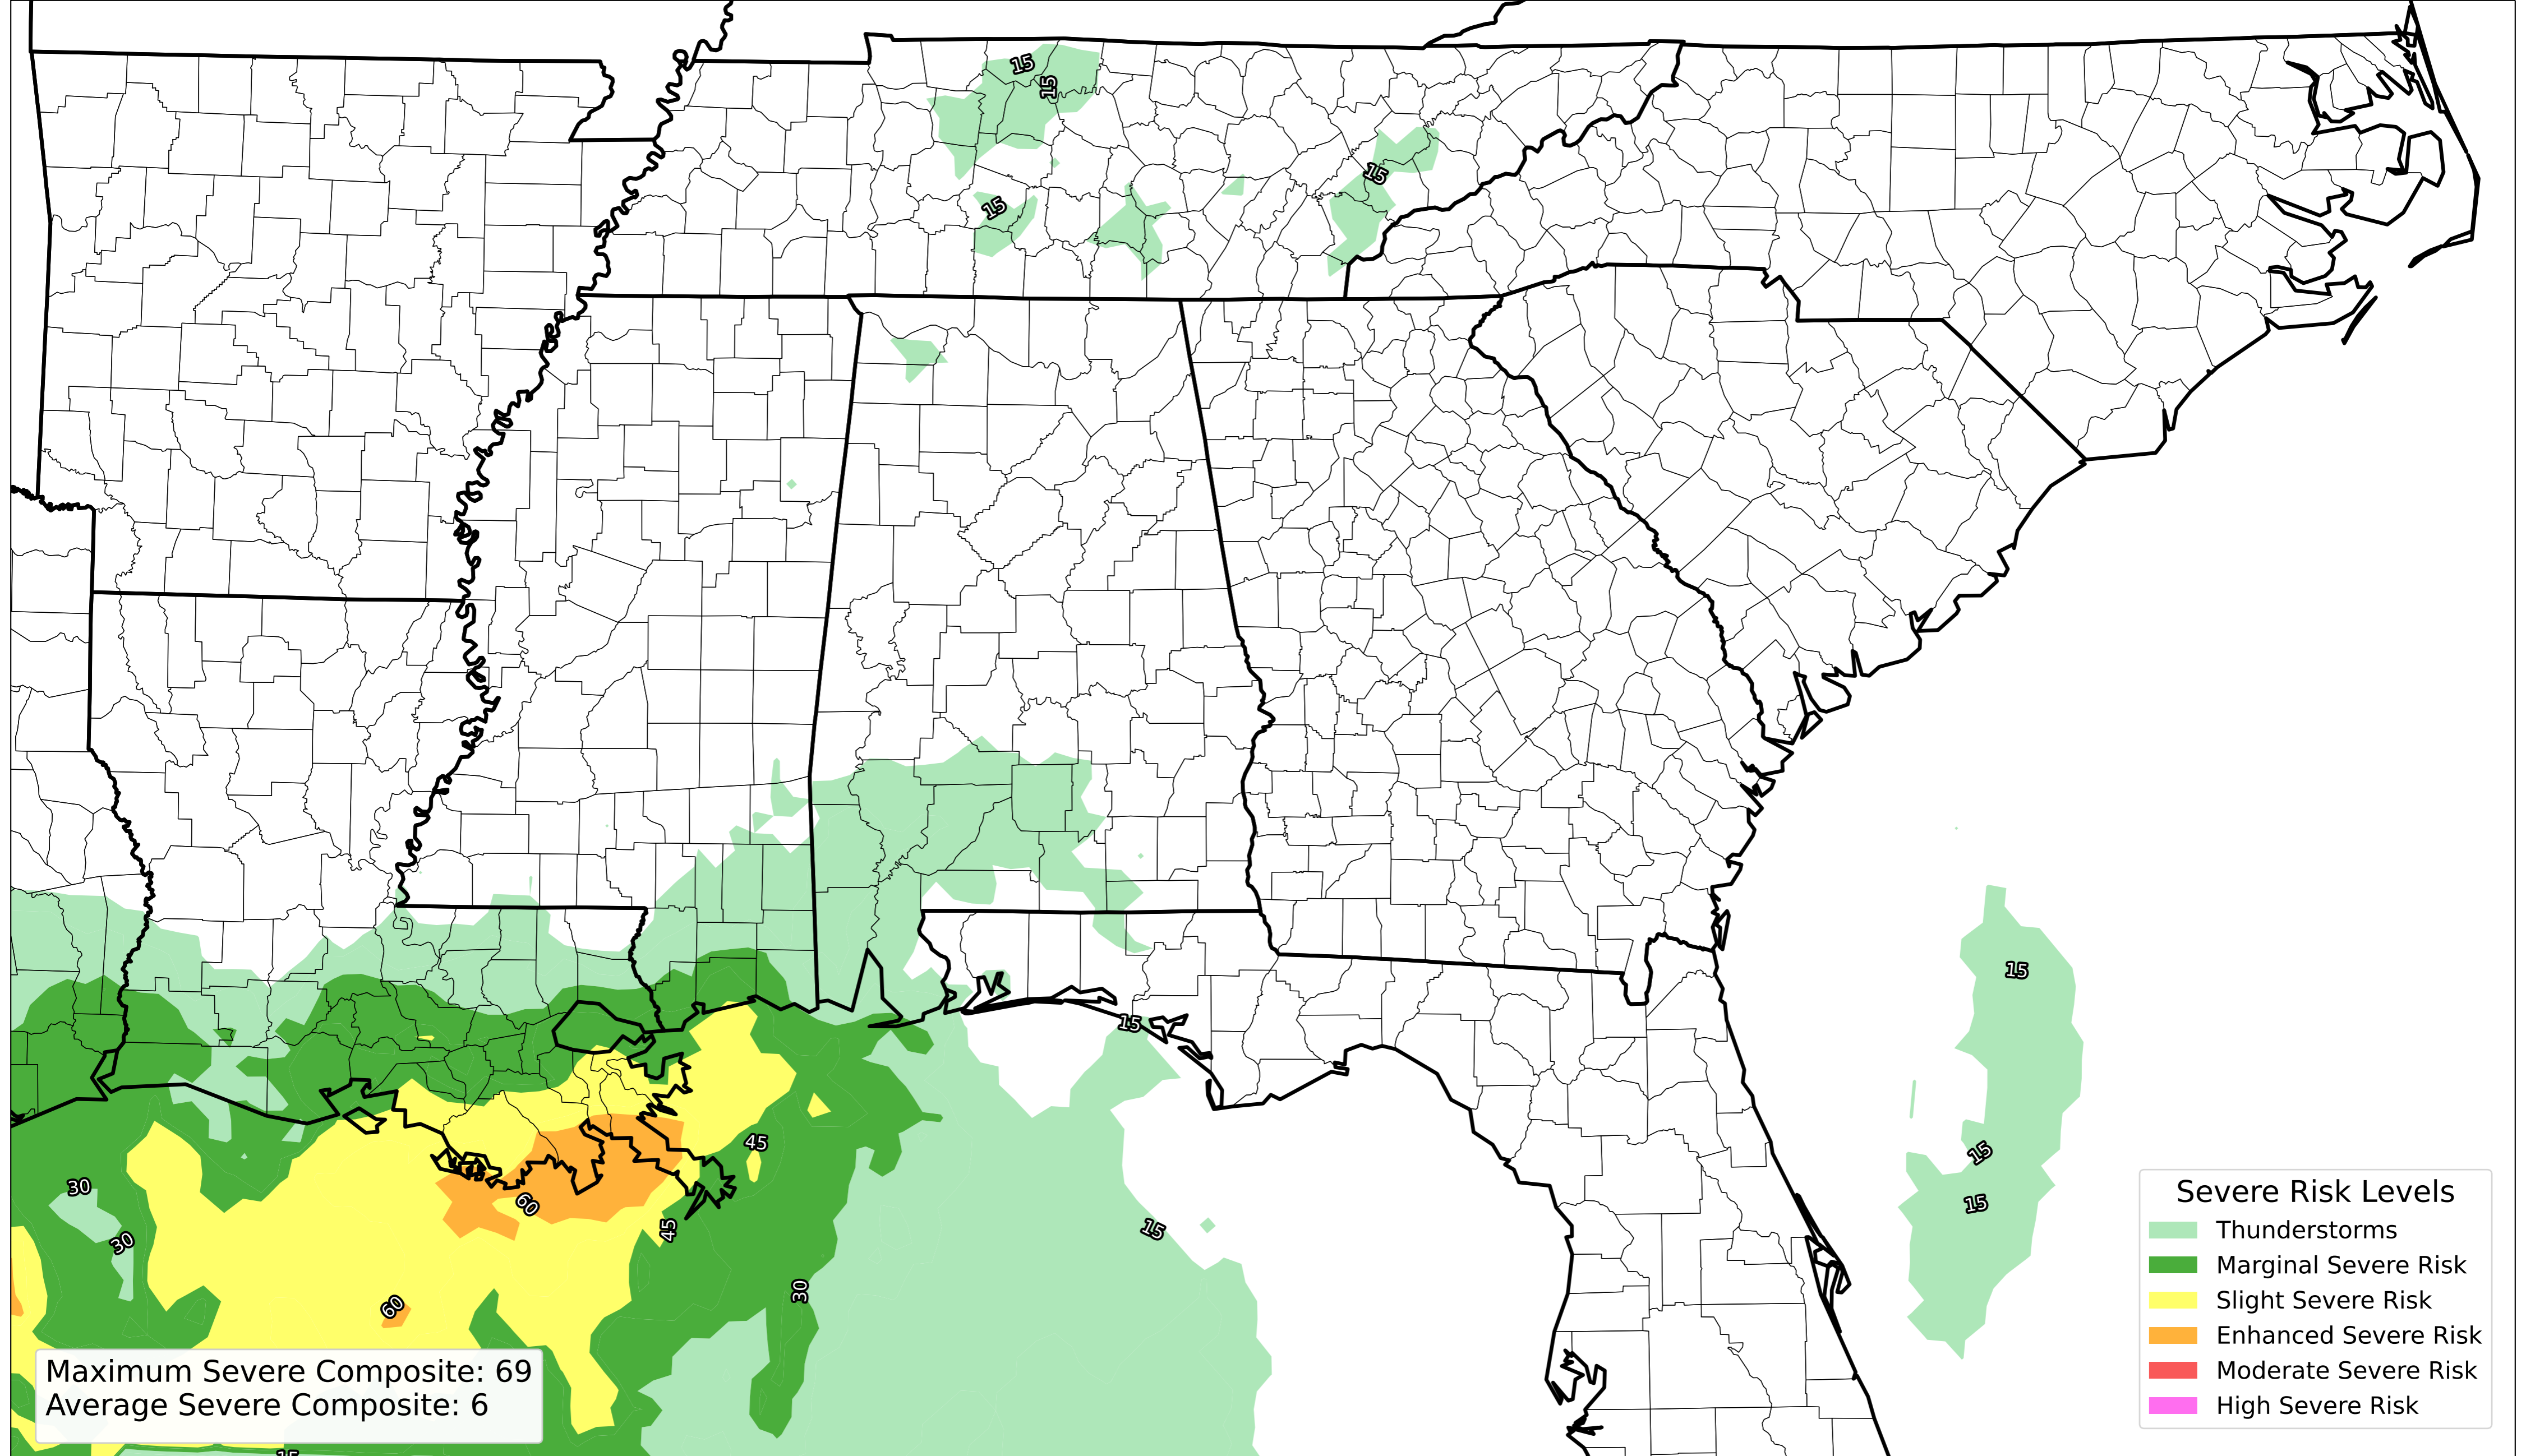 15
15
15
15
15
15
15
45
30
15
15
60
45
15
30
30
60
15
Severe Risk Levels
Thunderstorms
Marginal Severe Risk
Slight Severe Risk
Enhanced Severe Risk
Moderate Severe Risk
High Severe Risk
Maximum Severe Composite: 69
Average Severe Composite: 6